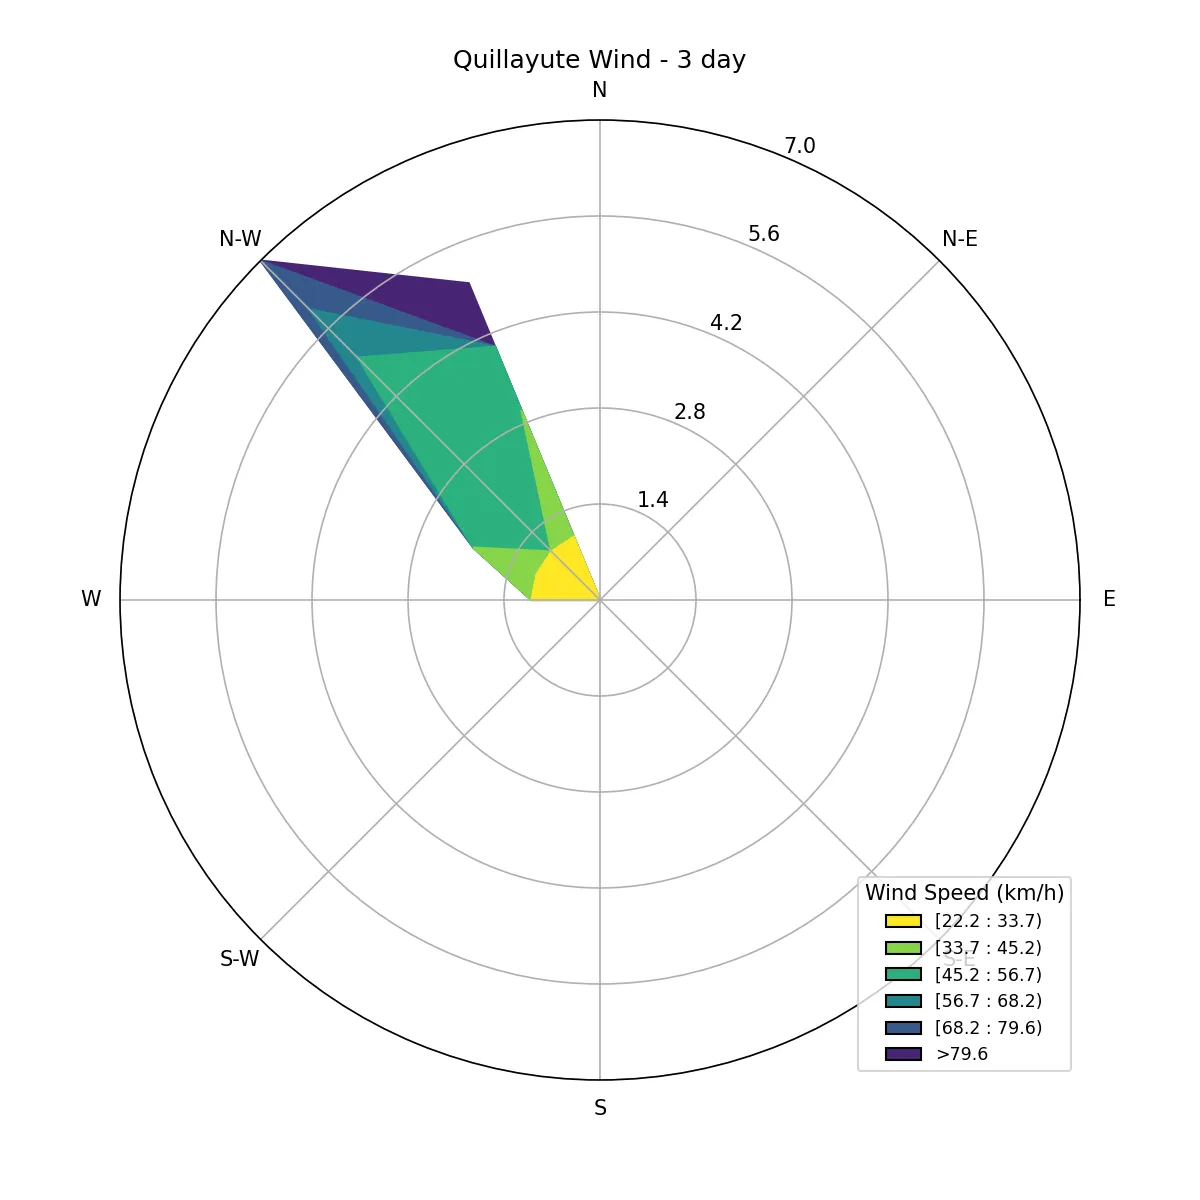 Quillayute Wind - 3 day
N
7.0
5.6
N-W
N-E
4.2
2.8
1.4
W
E
Wind Speed (km/h)
[22.2 : 33.7)
[33.7 : 45.2)
S-W
S-E
[45.2 : 56.7)
[56.7 : 68.2)
[68.2 : 79.6)
>79.6
S